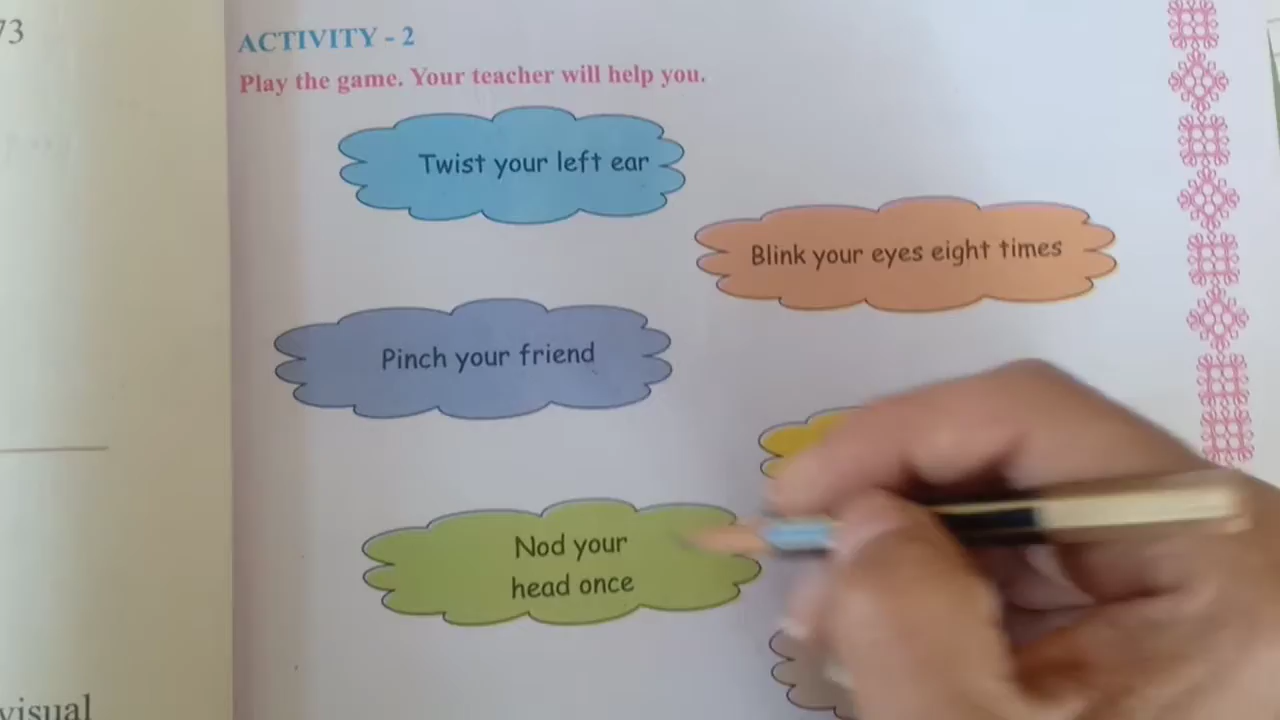 73
ACTIVITY - 2
Play the game. Your teacher will help you.
Twist your left ear
Blink your eyes eight times
Pinch your friend
Nod your
head once
visual